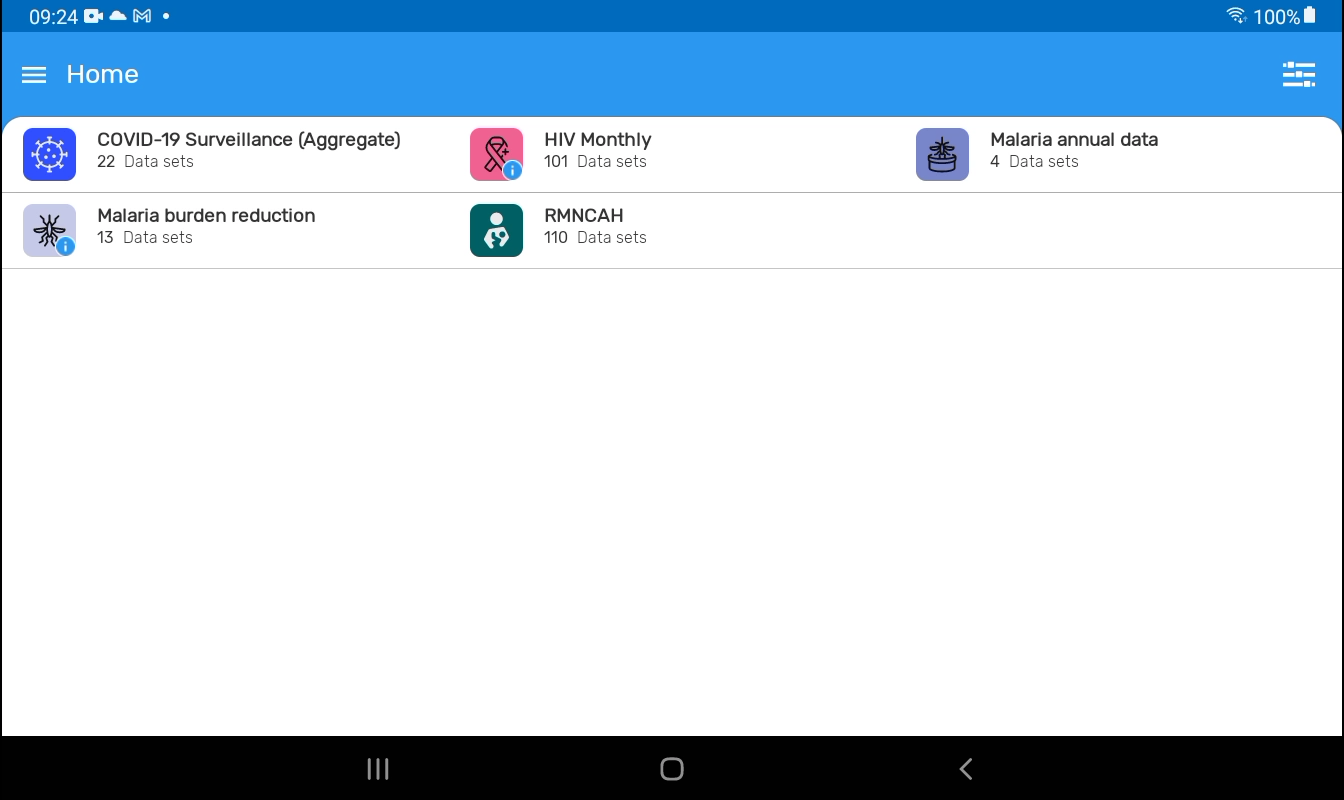 09:24 100%
Home
COVID-19 Surveillance (Aggregate)
22 Data sets
HIV Monthly
101 Data sets
Malaria annual data
4 Data sets
Malaria burden reduction
13 Data sets
RMNCAH
110 Data sets